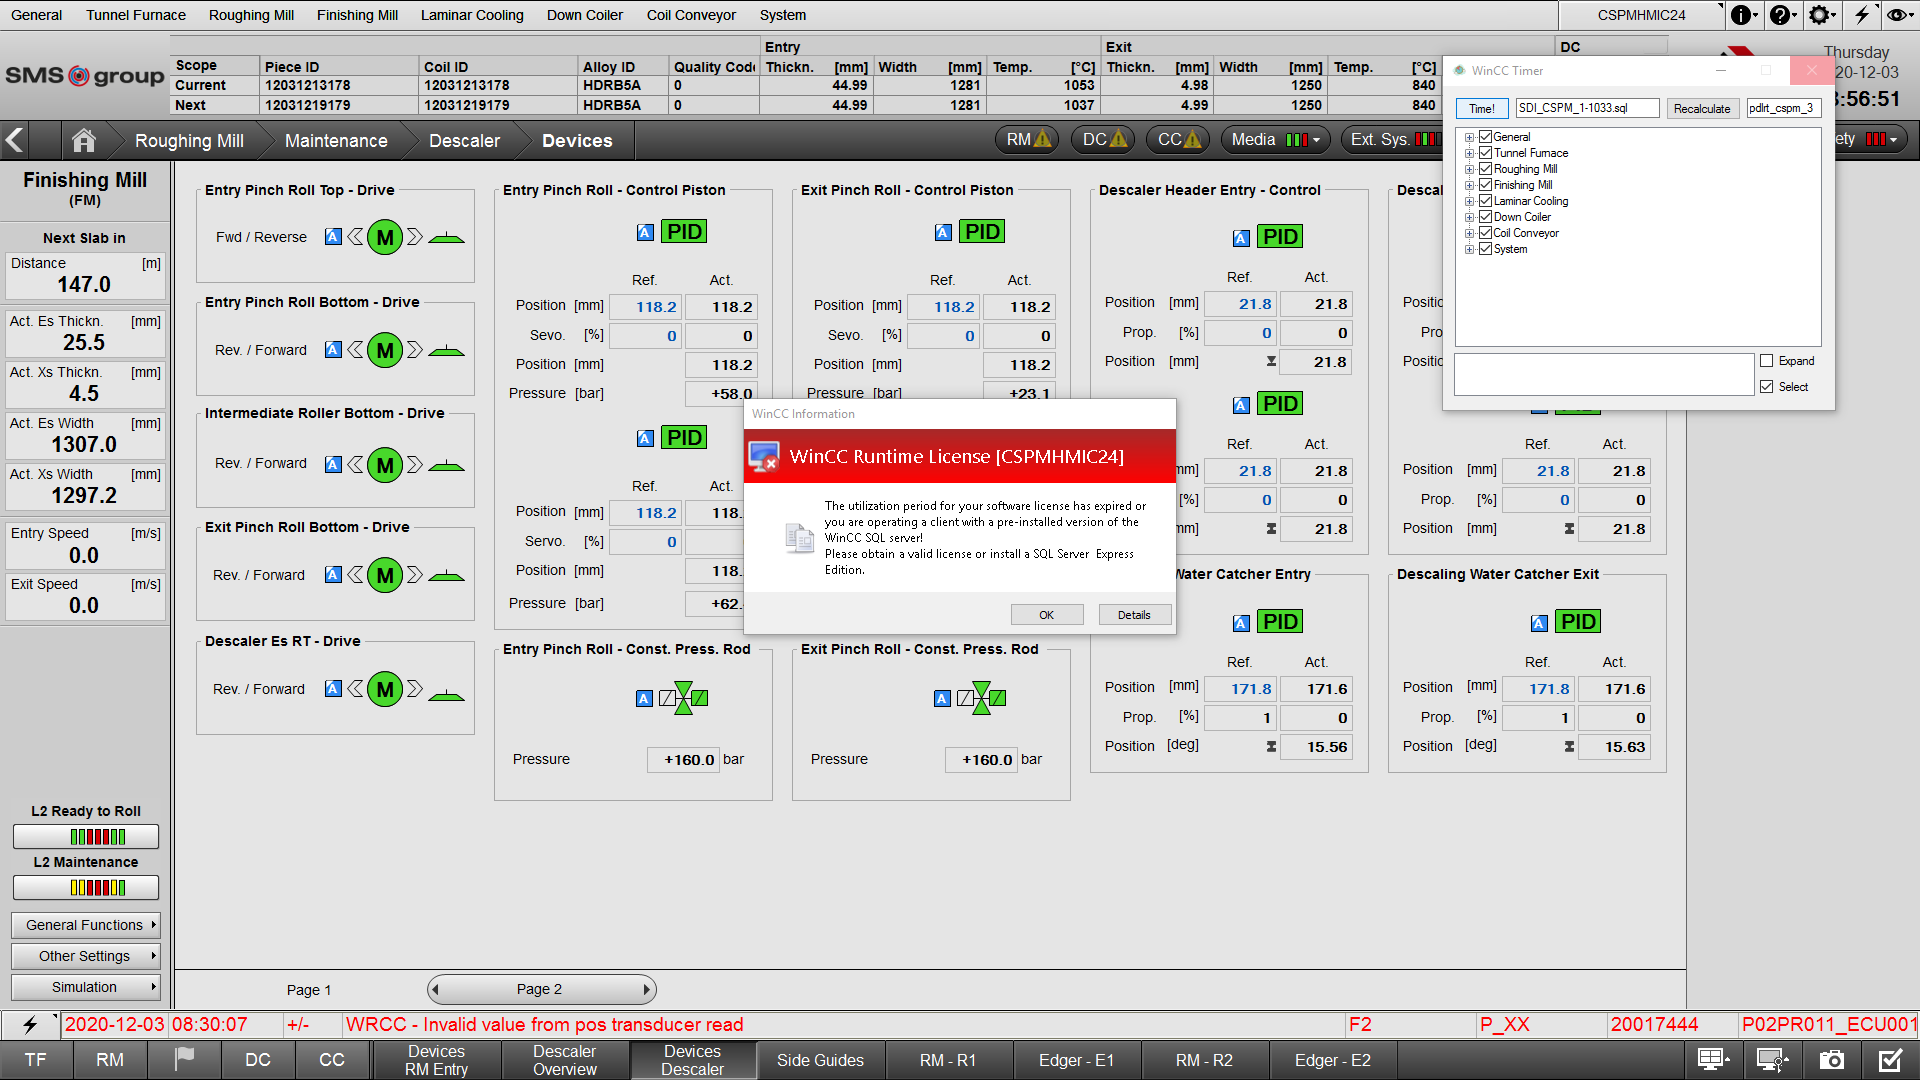 General Tunnel Furnace Roughing Mill Finishing Mill Laminar Cooling Down Coiler Coil Conveyor System CSPMHMIC24
SMS group
Entry Exit DC
Scope Piece ID Coil ID Alloy ID Quality Code Thickn. [mm] Width [mm] Temp. [°C] Thickn. [mm] Width [mm] Temp. [°C]
Current 12031213178 12031213178 HDRB5A 0 44.99 1281 1053 4.98 1250 840
Next 12031219179 12031219179 HDRB5A 0 44.99 1281 1037 4.99 1250 840
Thursday
20-12-03
:56:51
Roughing Mill Maintenance Descaler Devices RM DC CC Media Ext. Sys. ety
WinCC Timer
Time! SDI_CSPM_1-1033.sql Recalculate pdlrt_cspm_3
General
Tunnel Furnace
Roughing Mill
Finishing Mill
Laminar Cooling
Down Coiler
Coil Conveyor
System
Expand
Select
Finishing Mill
(FM)
Next Slab in
Distance [m]
147.0
Act. Es Thickn. [mm]
25.5
Act. Xs Thickn. [mm]
4.5
Act. Es Width [mm]
1307.0
Act. Xs Width [mm]
1297.2
Entry Speed [m/s]
0.0
Exit Speed [m/s]
0.0
L2 Ready to Roll
L2 Maintenance
General Functions
Other Settings
Simulation
Entry Pinch Roll Top - Drive
Fwd / Reverse A M
Entry Pinch Roll Bottom - Drive
Rev. / Forward A M
Intermediate Roller Bottom - Drive
Rev. / Forward A M
Exit Pinch Roll Bottom - Drive
Rev. / Forward A M
Descaler Es RT - Drive
Rev. / Forward A M
Entry Pinch Roll - Control Piston
A PID
Ref. Act.
Position [mm] 118.2 118.2
Sevo. [%] 0 0
Position [mm] 118.2
Pressure [bar] +58.0
A PID
Ref. Act.
Position [mm] 118.2 118.
Servo. [%] 0
Position [mm] 118.
Pressure [bar] +62.
Entry Pinch Roll - Const. Press. Rod
A
Pressure +160.0 bar
Exit Pinch Roll - Control Piston
A PID
Ref. Act.
Position [mm] 118.2 118.2
Sevo. [%] 0 0
Position [mm] 118.2
Pressure [bar] +23.1
Exit Pinch Roll - Const. Press. Rod
A
Pressure +160.0 bar
Descaler Header Entry - Control
A PID
Ref. Act.
Position [mm] 21.8 21.8
Prop. [%] 0 0
Position [mm] 21.8
A PID
Ref. Act.
mm] 21.8 21.8
[%] 0 0
mm] 21.8
Water Catcher Entry
A PID
Ref. Act.
Position [mm] 171.8 171.6
Prop. [%] 1 0
Position [deg] 15.56
Descal
Positio
Prop.
Positio
Ref. Act.
Position [mm] 21.8 21.8
Prop. [%] 0 0
Position [mm] 21.8
Descaling Water Catcher Exit
A PID
Ref. Act.
Position [mm] 171.8 171.6
Prop. [%] 1 0
Position [deg] 15.63
WinCC Information
WinCC Runtime License [CSPMHMIC24]
The utilization period for your software license has expired or
you are operating a client with a pre-installed version of the
WinCC SQL server!
Please obtain a valid license or install a SQL Server Express
Edition.
OK Details
Page 1 Page 2
2020-12-03 08:30:07 +/- WRCC - Invalid value from pos transducer read F2 P_XX 20017444 P02PR011_ECU001
TF RM DC CC Devices RM Entry Descaler Overview Devices Descaler Side Guides RM - R1 Edger - E1 RM - R2 Edger - E2